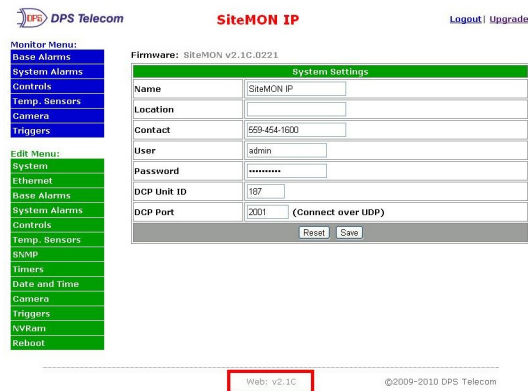 DPS DPS Telecom
SiteMON IP
Logout | Upgrade
Monitor Menu:
Base Alarms
System Alarms
Controls
Temp. Sensors
Camera
Triggers
Edit Menu:
System
Ethernet
Base Alarms
System Alarms
Controls
Temp. Sensors
SNMP
Timers
Date and Time
Camera
Triggers
NVRam
Reboot
Firmware: SiteMON v2.1C.0221
System Settings
Name SiteMON IP
Location
Contact 559-454-1600
User admin
Password ••••••••••
DCP Unit ID 187
DCP Port 2001 (Connect over UDP)
Reset Save
Web: v2.1C
©2009-2010 DPS Telecom